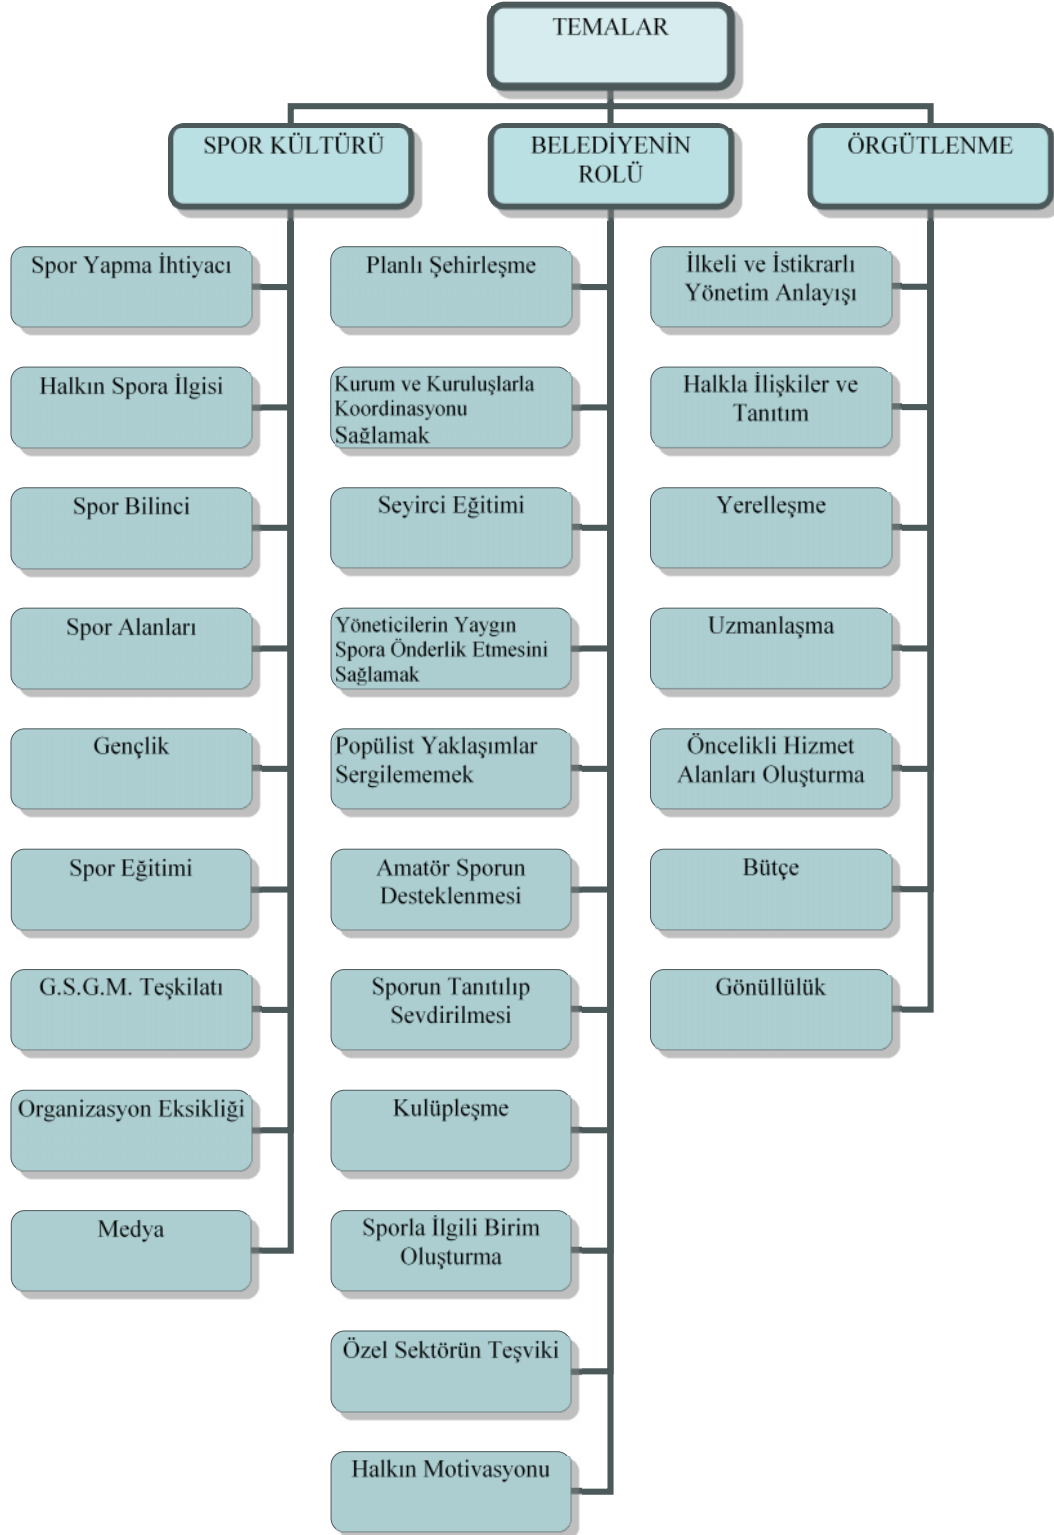 TEMALAR
SPOR KÜLTÜRÜ
BELEDİYENİN
ROLÜ
ÖRGÜTLENME
Spor Yapma İhtiyacı
Halkın Spora İlgisi
Spor Bilinci
Spor Alanları
Gençlik
Spor Eğitimi
G.S.G.M. Teşkilatı
Organizasyon Eksikliği
Medya
Planlı Şehirleşme
Kurum ve Kuruluşlarla
Koordinasyonu
Sağlamak
Seyirci Eğitimi
Yöneticilerin Yaygın
Spora Önderlik Etmesini
Sağlamak
Popülist Yaklaşımlar
Sergilememek
Amatör Sporun
Desteklenmesi
Sporun Tanıtılıp
Sevdirilmesi
Kulüpleşme
Sporla İlgili Birim
Oluşturma
Özel Sektörün Teşviki
Halkın Motivasyonu
İlkeli ve İstikrarlı
Yönetim Anlayışı
Halkla İlişkiler ve
Tanıtım
Yerelleşme
Uzmanlaşma
Öncelikli Hizmet
Alanları Oluşturma
Bütçe
Gönüllülük